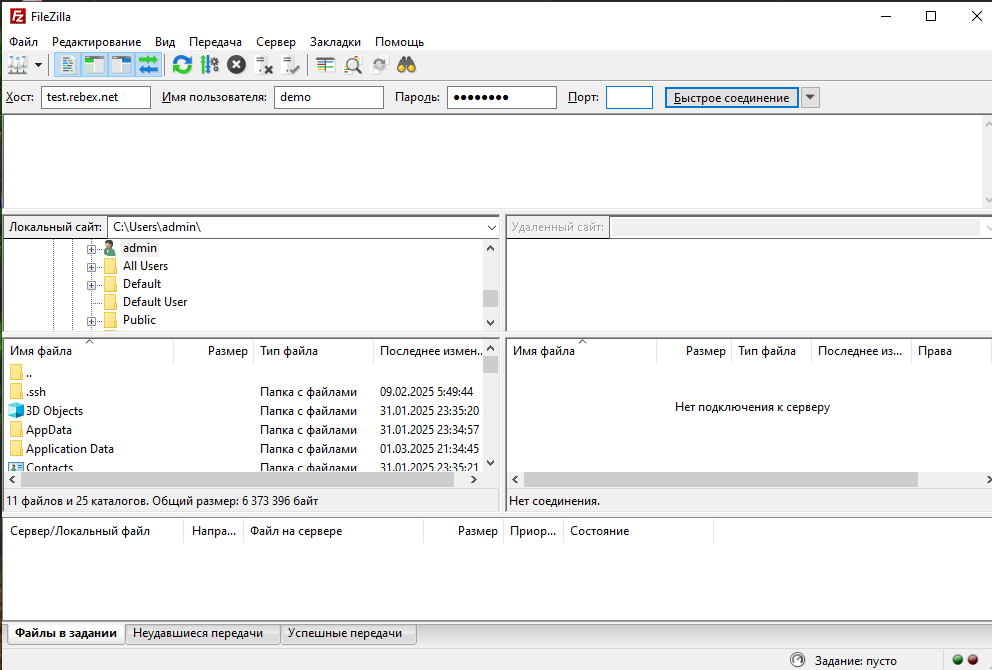 FileZilla
Файл Редактирование Вид Передача Сервер Закладки Помощь
Хост: test.rebex.net Имя пользователя: demo Пароль: ●●●●●●●● Порт: Быстрое соединение
Локальный сайт: C:\Users\admin\ Удаленный сайт:
admin
All Users
Default
Default User
Public
Имя файла Размер Тип файла Последнее измен... Имя файла Размер Тип файла Последнее из... Права
..
.ssh Папка с файлами 09.02.2025 5:49:44
3D Objects Папка с файлами 31.01.2025 23:35:20
Нет подключения к серверу
AppData Папка с файлами 31.01.2025 23:34:57
Application Data Папка с файлами 01.03.2025 21:34:45
Contacts Папка с файлами 31.01.2025 23:35:21
11 файлов и 25 каталогов. Общий размер: 6 373 396 байт Нет соединения.
Сервер/Локальный файл Напра... Файл на сервере Размер Приор... Состояние
Файлы в задании Неудавшиеся передачи Успешные передачи
Задание: пусто